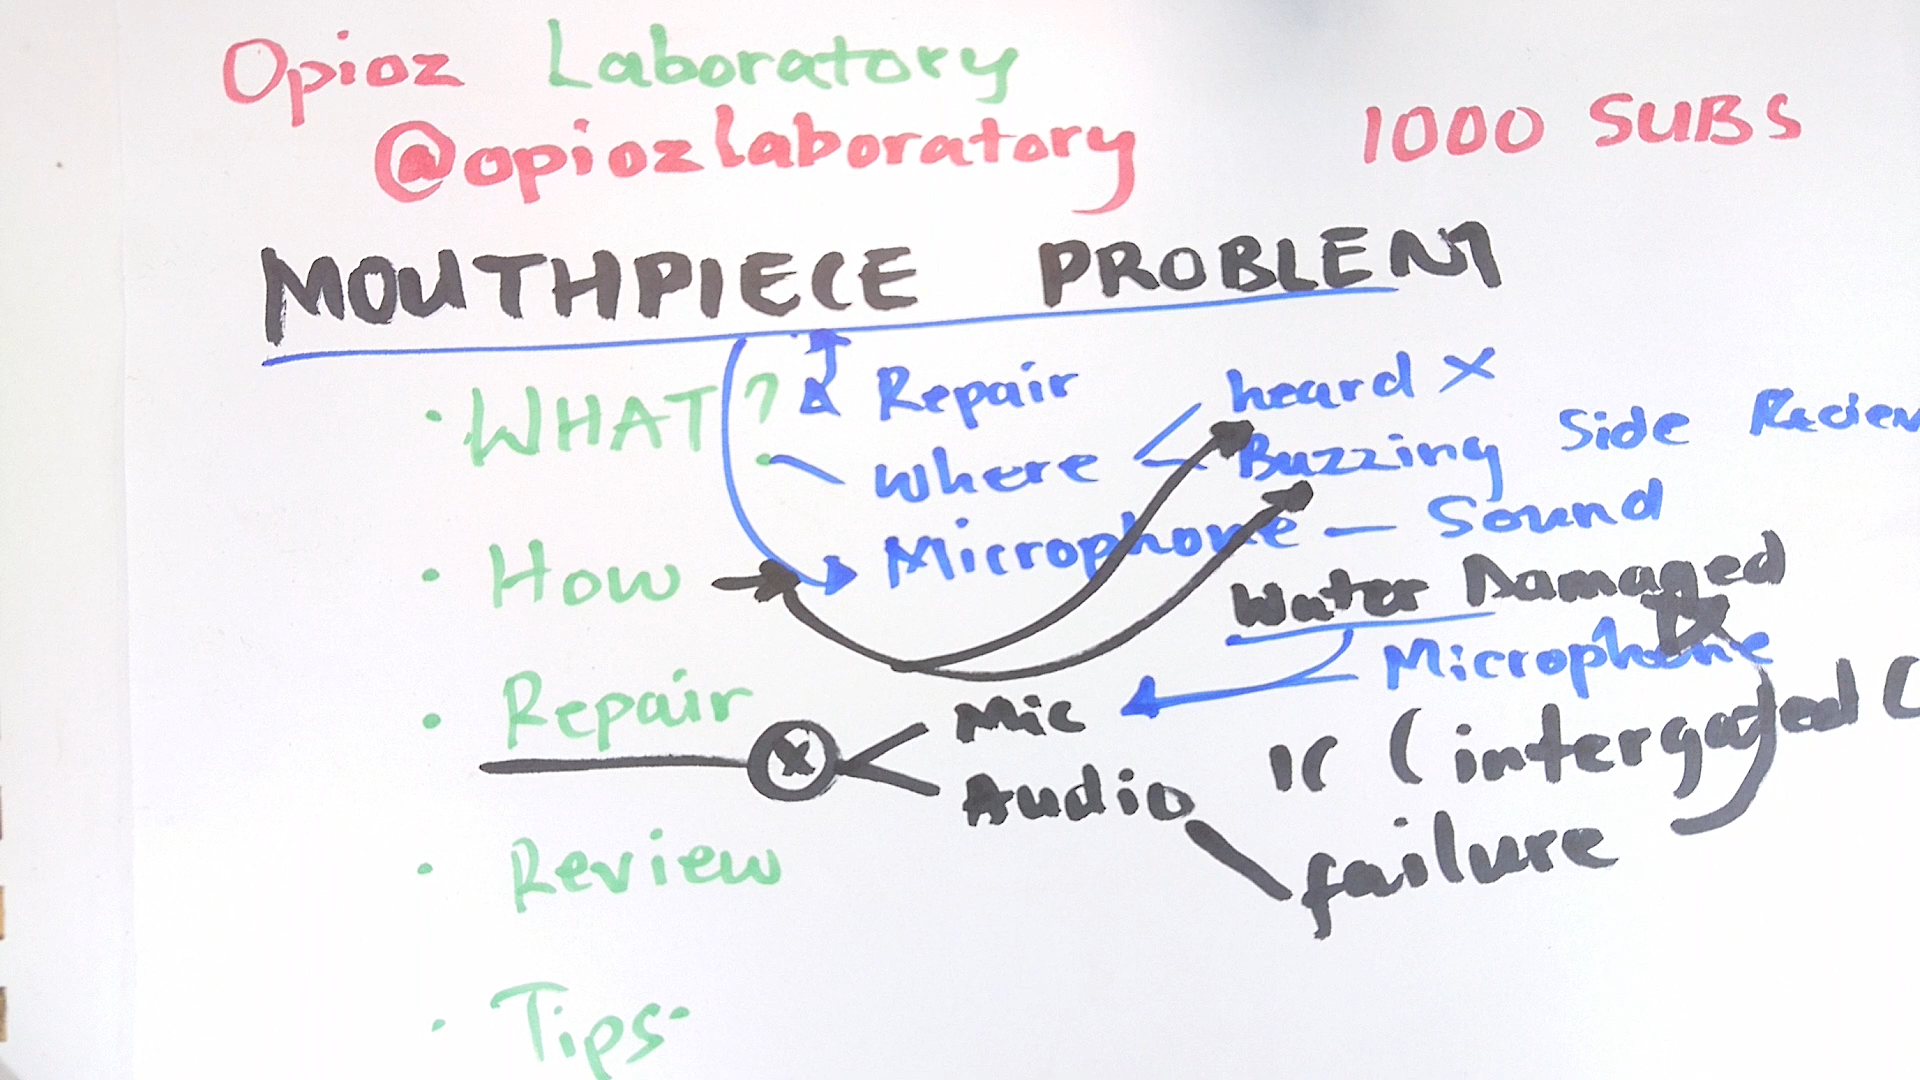 Opioz Laboratory
@opiozlaboratory
1000 SUBS
MOUTHPIECE PROBLEM
• WHAT? & Repair
Where < heard X
Buzzing Side
Microphone — Sound
• How
Water Damaged
Microphone
• Repair
Mic
Audio
IC (intergaded C
failure
• Review
• Tips.